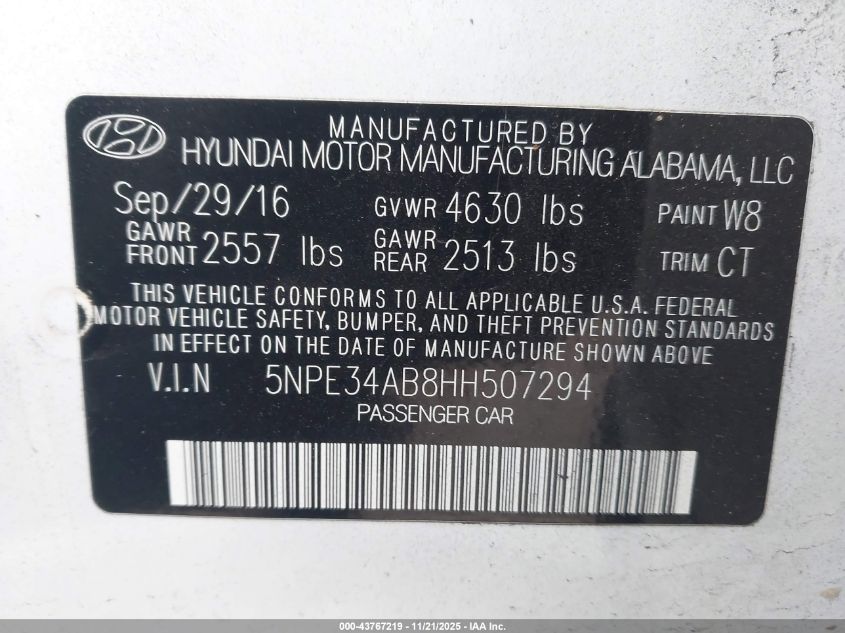 MANUFACTURED BY
HYUNDAI MOTOR MANUFACTURING ALABAMA, LLC
Sep/29/16 GVWR 4630 lbs PAINT W8
GAWR FRONT 2557 lbs GAWR REAR 2513 lbs TRIM CT
THIS VEHICLE CONFORMS TO ALL APPLICABLE U.S.A. FEDERAL
MOTOR VEHICLE SAFETY, BUMPER, AND THEFT PREVENTION STANDARDS
IN EFFECT ON THE DATE OF MANUFACTURE SHOWN ABOVE
V.I.N 5NPE34AB8HH507294
PASSENGER CAR
000-43767219 - 11/21/2025 - IAA Inc.